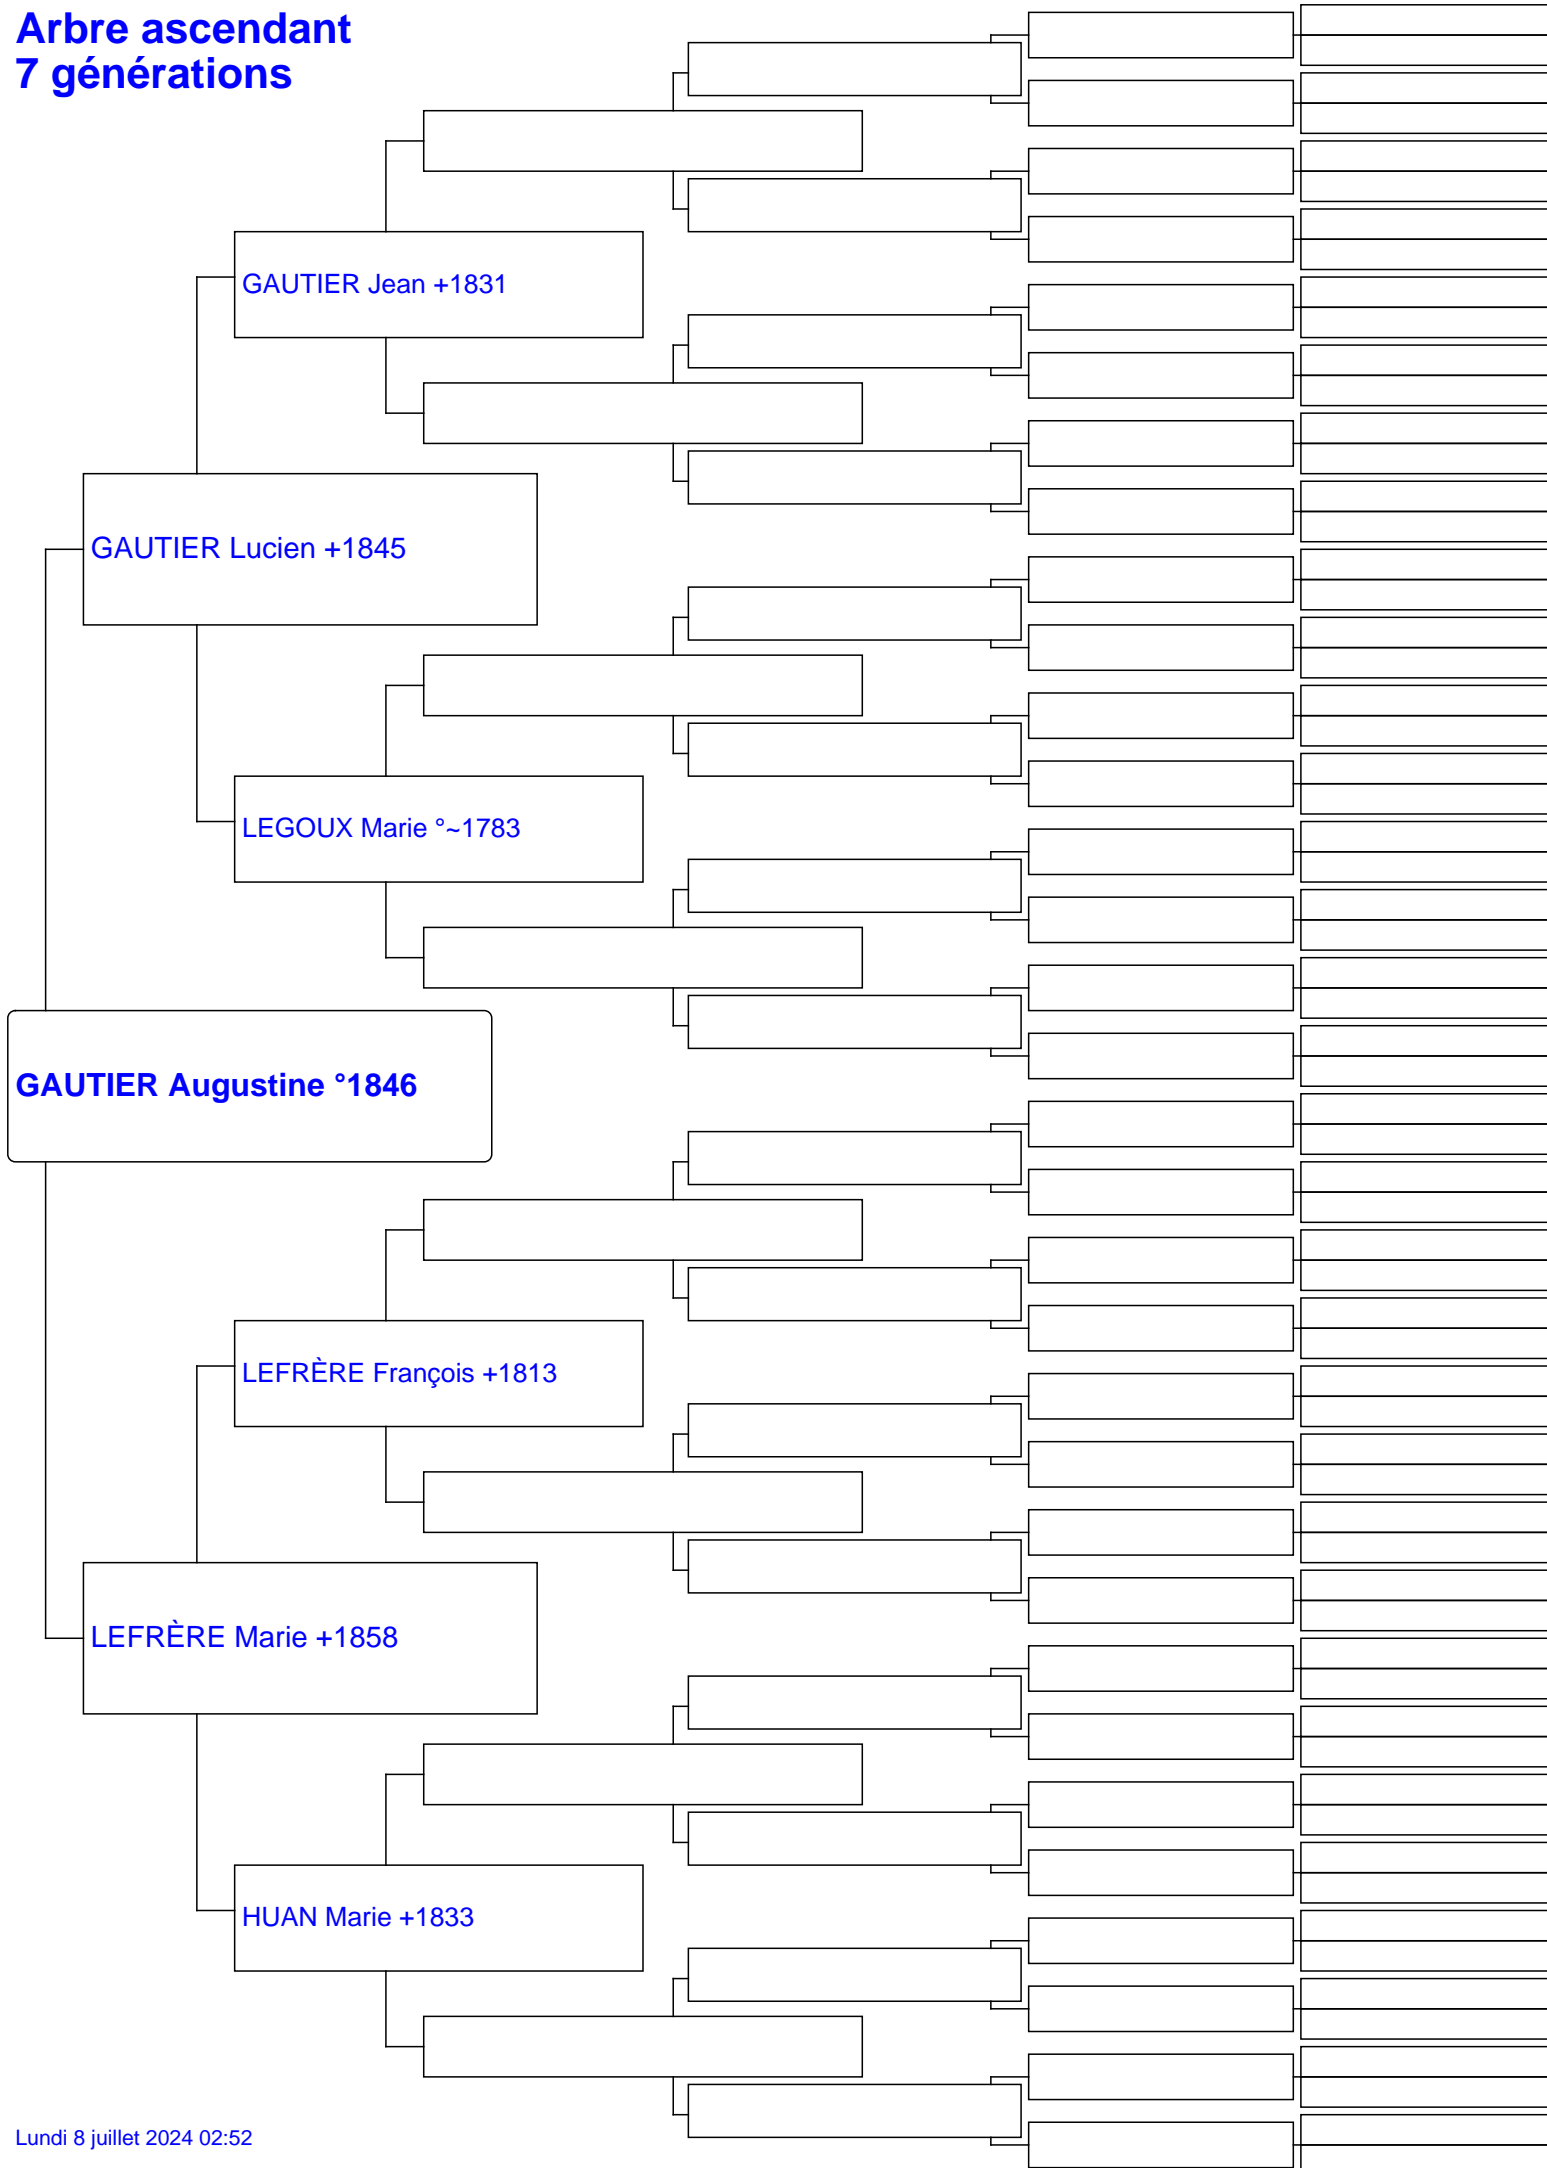 Arbre ascendant
7 générations
GAUTIER Jean +1831
GAUTIER Lucien +1845
LEGOUX Marie °~1783
GAUTIER Augustine °1846
LEFRÈRE François +1813
LEFRÈRE Marie +1858
HUAN Marie +1833
Lundi 8 juillet 2024 02:52